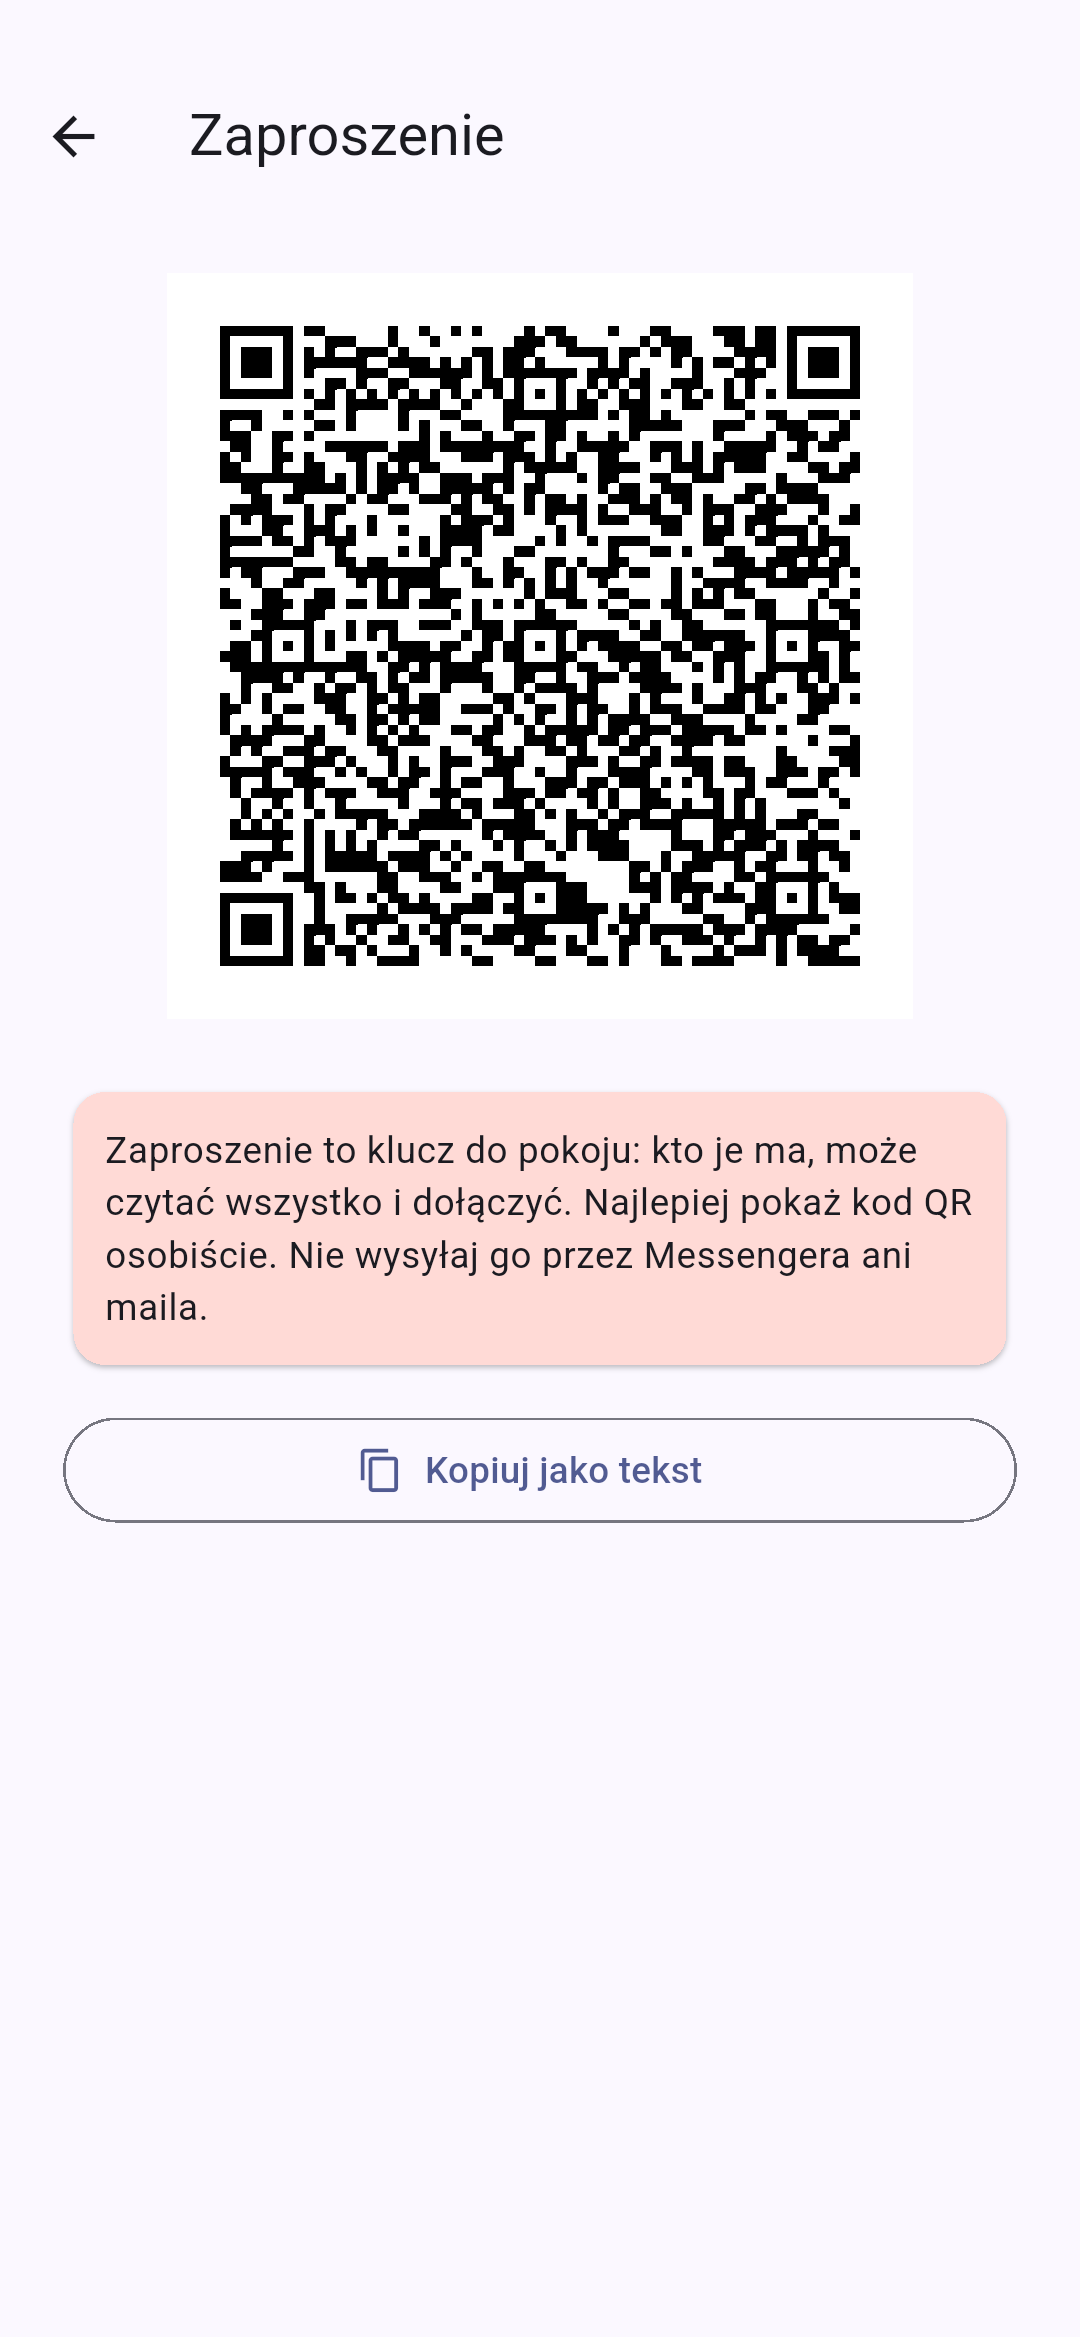 Zaproszenie
Zaproszenie to klucz do pokoju: kto je ma, może
czytać wszystko i dołączyć. Najlepiej pokaż kod QR
osobiście. Nie wysyłaj go przez Messengera ani
maila.
Kopiuj jako tekst